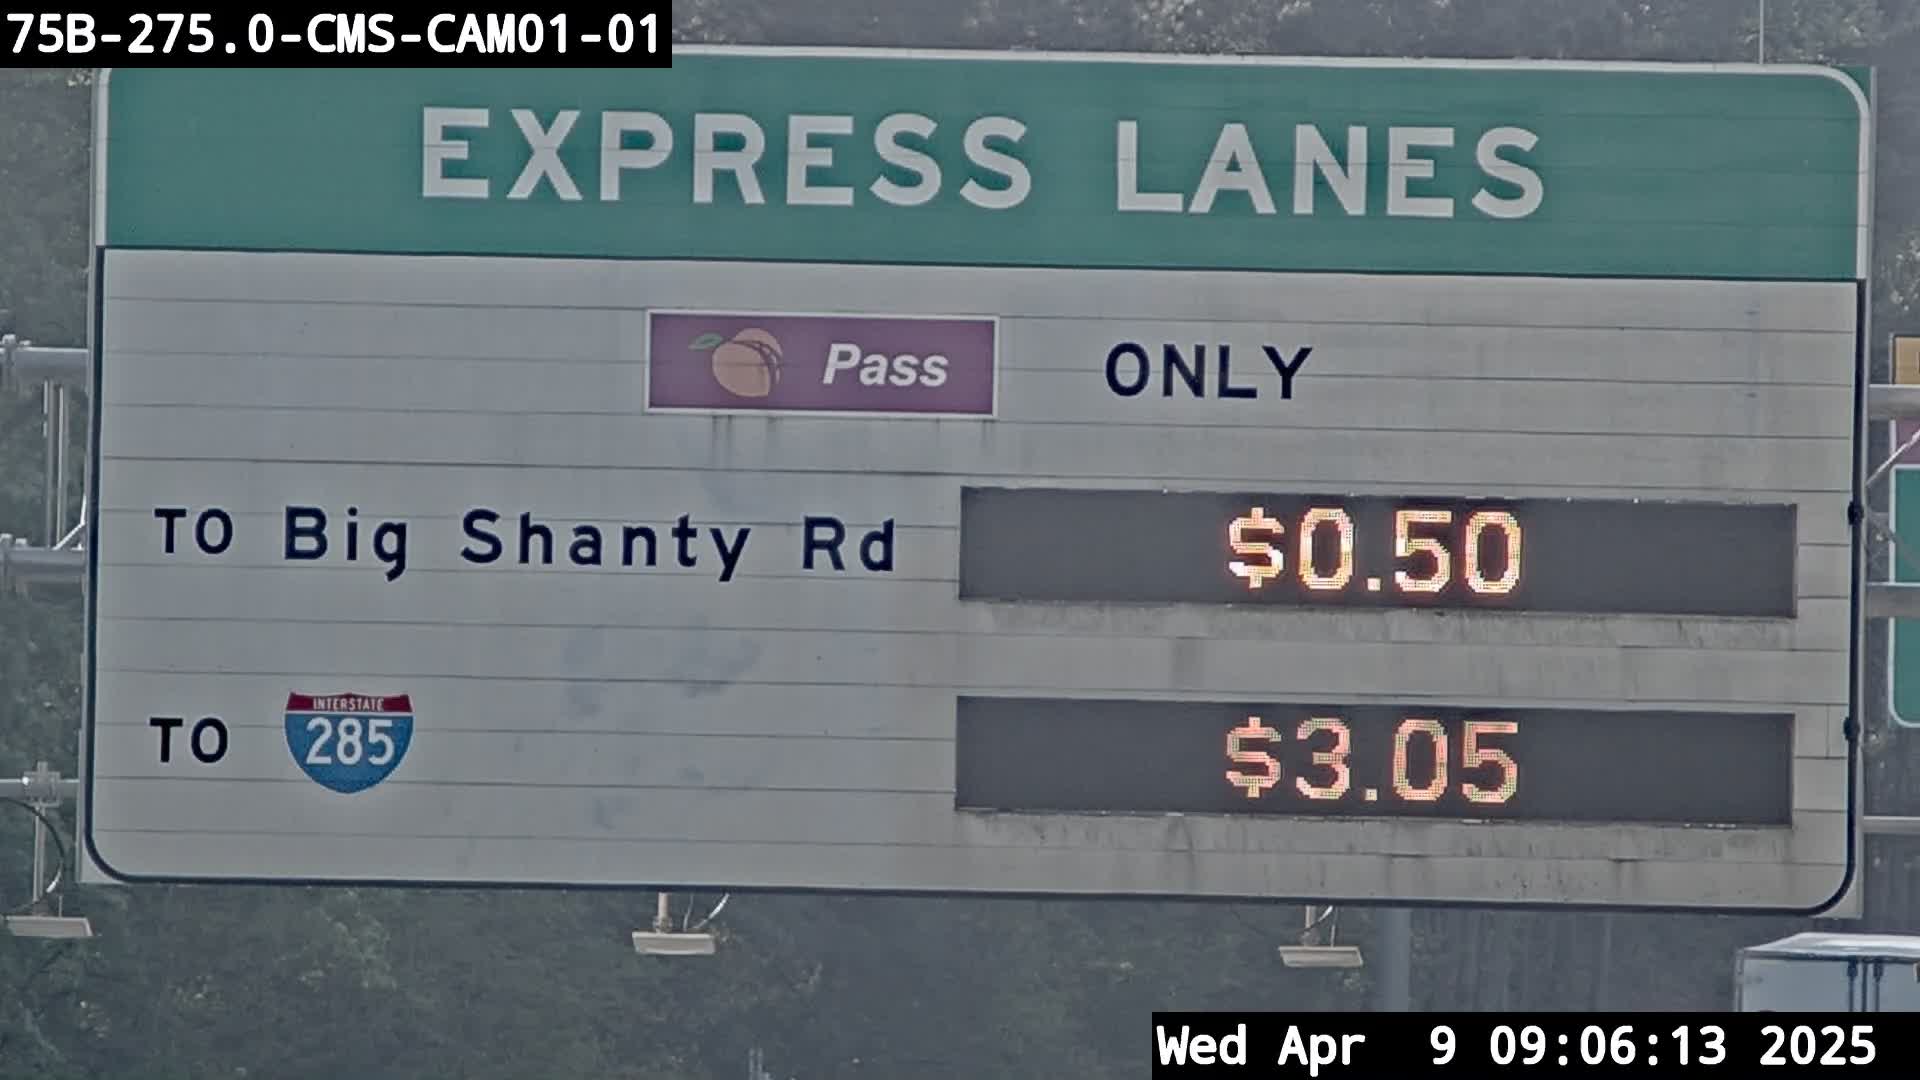 75B-275.0-CMS-CAM01-01
EXPRESS LANES
Pass ONLY
TO Big Shanty Rd $0.50
TO INTERSTATE 285 $3.05
Wed Apr 9 09:06:13 2025